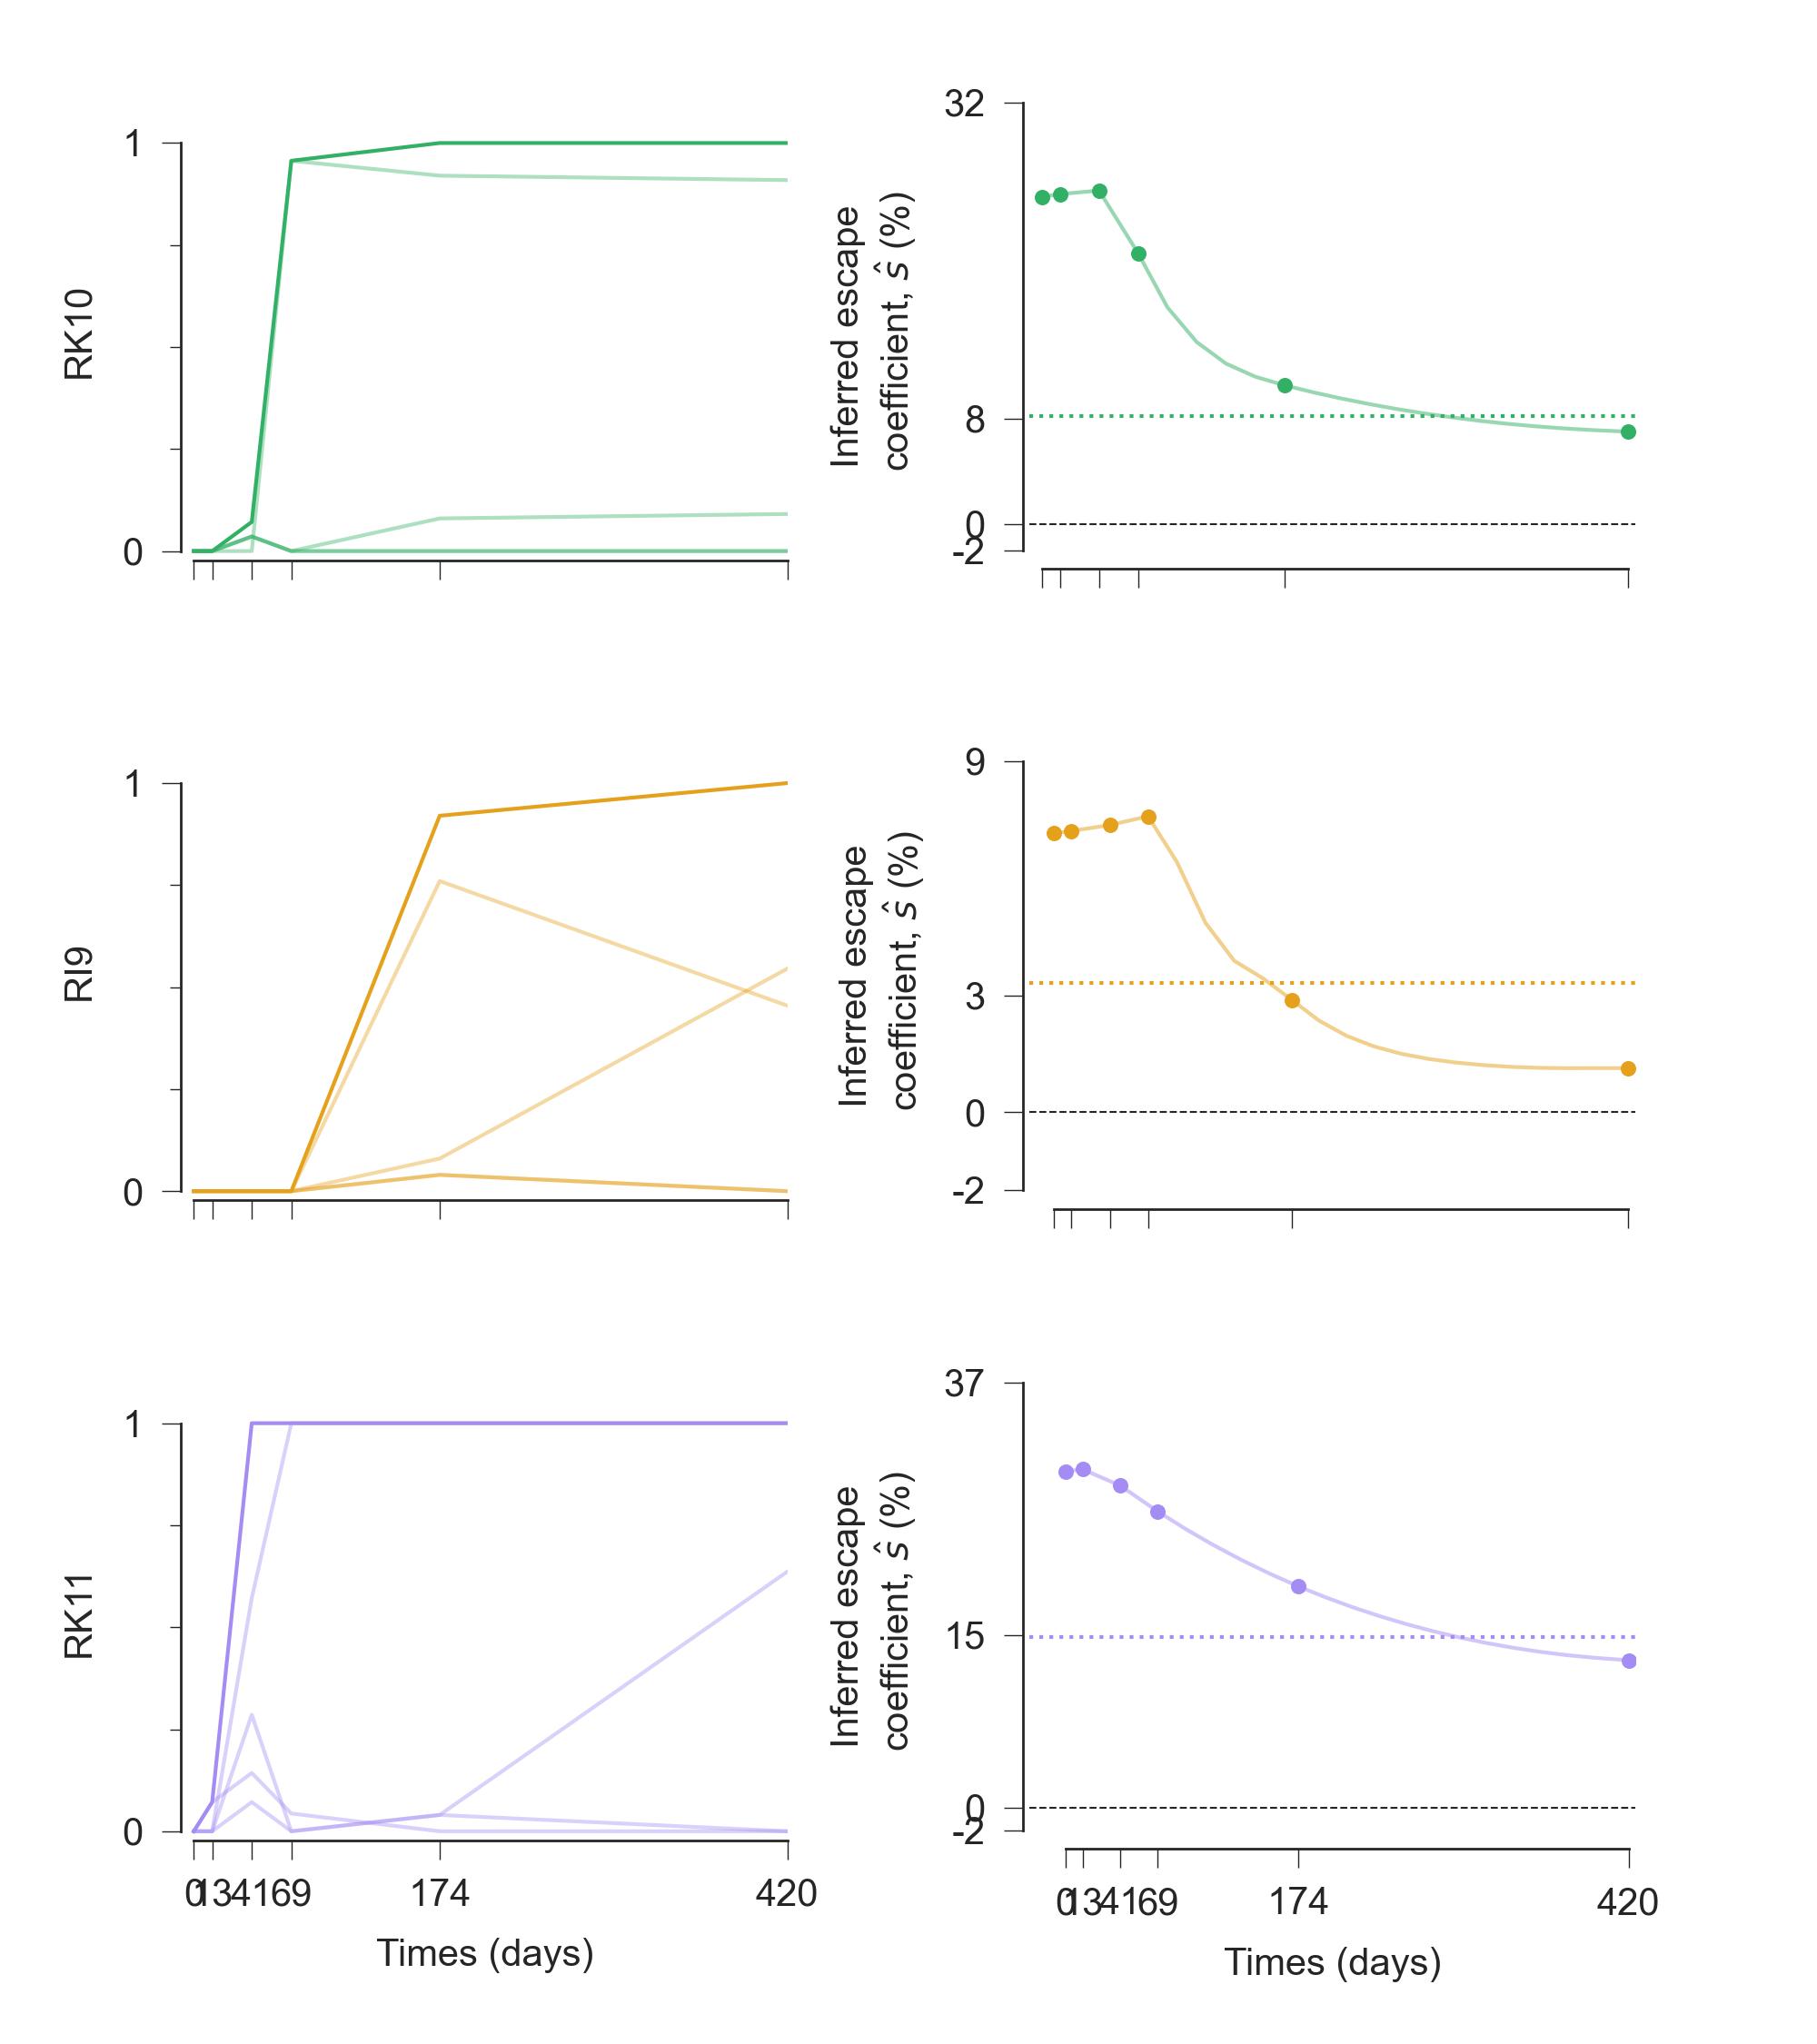 RK10
1
0
Inferred escape
coefficient, ŝ (%)
32
8
0
-2
RI9
1
0
Inferred escape
coefficient, ŝ (%)
9
3
0
-2
RK11
1
0
0 13 41 69 174 420
Times (days)
Inferred escape
coefficient, ŝ (%)
37
15
0
-2
0 13 41 69 174 420
Times (days)